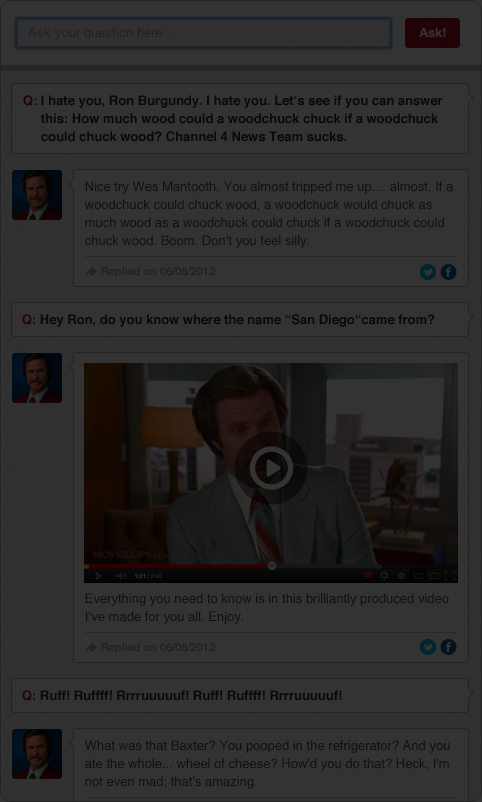 Ask your question here...
Ask!
Q: I hate you, Ron Burgundy. I hate you. Let's see if you can answer
this: How much wood could a woodchuck chuck if a woodchuck
could chuck wood? Channel 4 News Team sucks.
Nice try Wes Mantooth. You almost tripped me up.... almost. If a
woodchuck could chuck wood, a woodchuck would chuck as
much wood as a woodchuck could chuck if a woodchuck could
chuck wood. Boom. Don't you feel silly.
Replied on 06/06/2012
Q: Hey Ron, do you know where the name "San Diego"came from?
MOVIECLIPS.com
Everything you need to know is in this brilliantly produced video
I've made for you all. Enjoy.
Replied on 06/06/2012
Q: Ruff! Ruffff! Rrrruuuuuf! Ruff! Ruffff! Rrrruuuuuf!
What was that Baxter? You pooped in the refrigerator? And you
ate the whole... wheel of cheese? How'd you do that? Heck, I'm
not even mad; that's amazing.